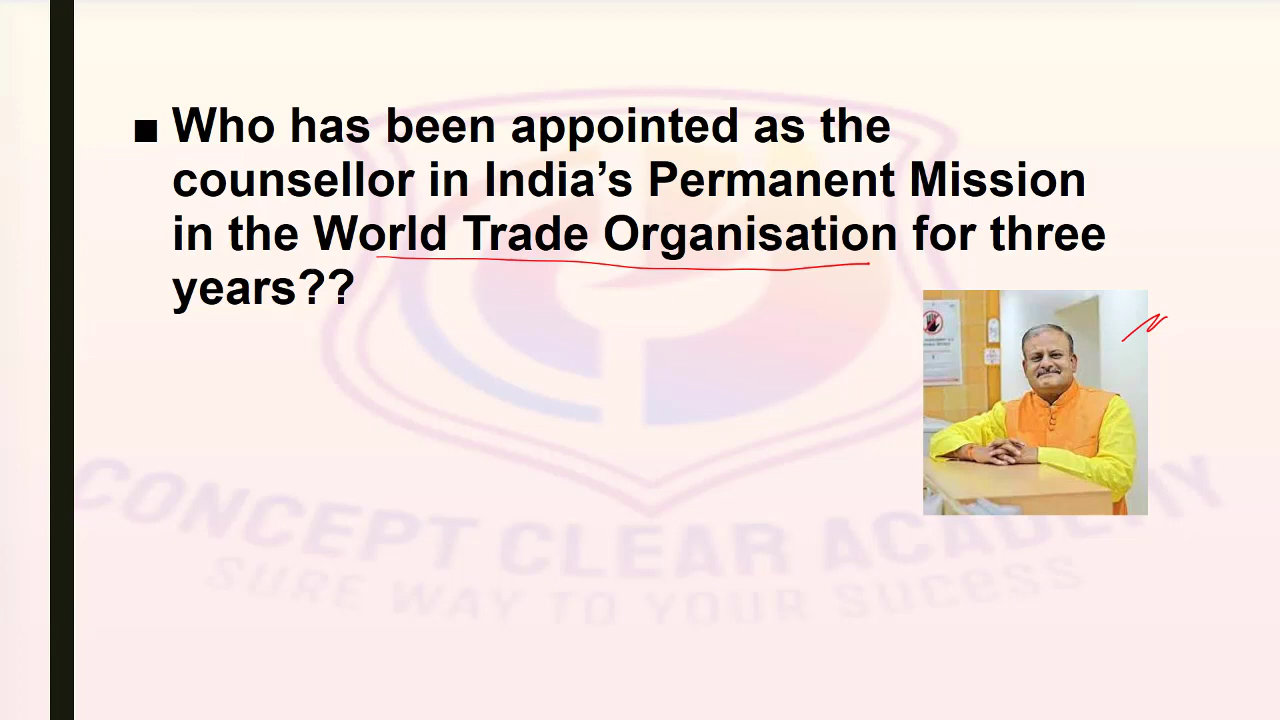 ■ Who has been appointed as the
counsellor in India’s Permanent Mission
in the World Trade Organisation for three
years??
CONCEPT CLEAR ACADEMY
SURE WAY TO YOUR SUCESS